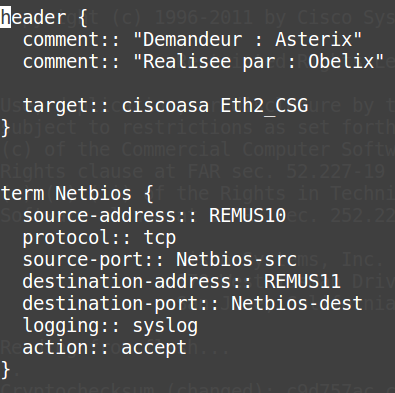 header {
comment:: "Demandeur : Asterix"
comment:: "Realisee par : Obelix"
target:: ciscoasa Eth2_CSG
}
term Netbios {
source-address:: REMUS10
protocol:: tcp
source-port:: Netbios-src
destination-address:: REMUS11
destination-port:: Netbios-dest
logging:: syslog
action:: accept
}